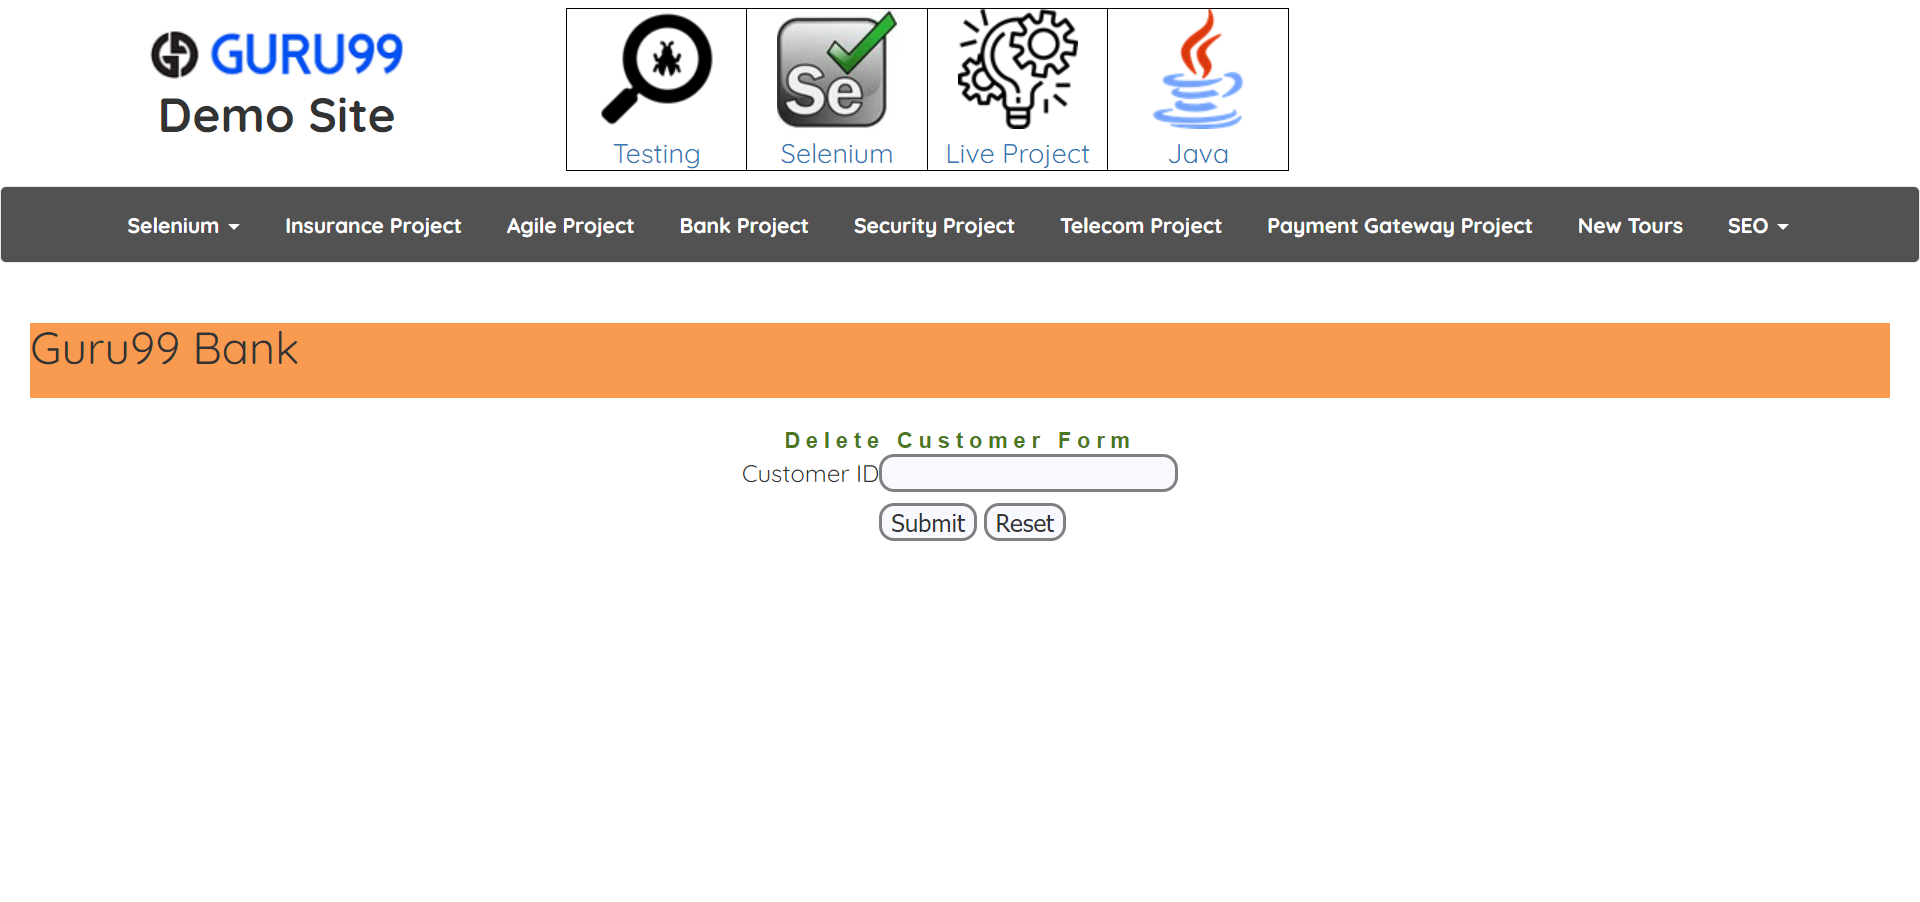 GURU99
Demo Site
Se
Testing
Selenium
Live Project
Java
Selenium
Insurance Project
Agile Project
Bank Project
Security Project
Telecom Project
Payment Gateway Project
New Tours
SEO
Guru99 Bank
Delete Customer Form
Customer ID
Submit
Reset